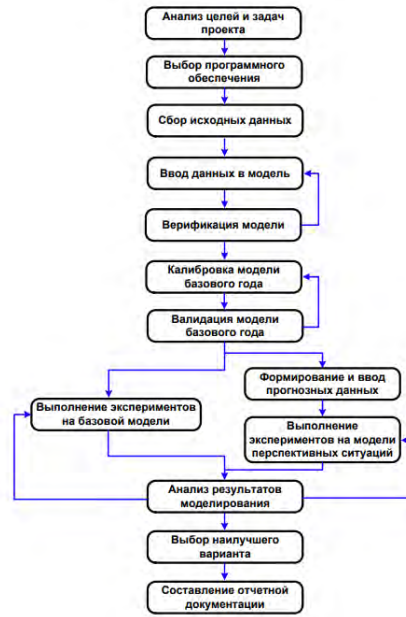 Анализ целей и задач
проекта
Выбор программного
обеспечения
Сбор исходных данных
Ввод данных в модель
Верификация модели
Калибровка модели
базового года
Валидация модели
базового года
Формирование и ввод
прогнозных данных
Выполнение экспериментов
на базовой модели
Выполнение
экспериментов на модели
перспективных ситуаций
Анализ результатов
моделирования
Выбор наилучшего
варианта
Составление отчетной
документации